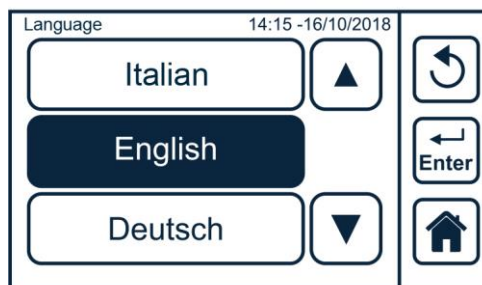 Language 14:15 -16/10/2018
Italian
English
Enter
Deutsch